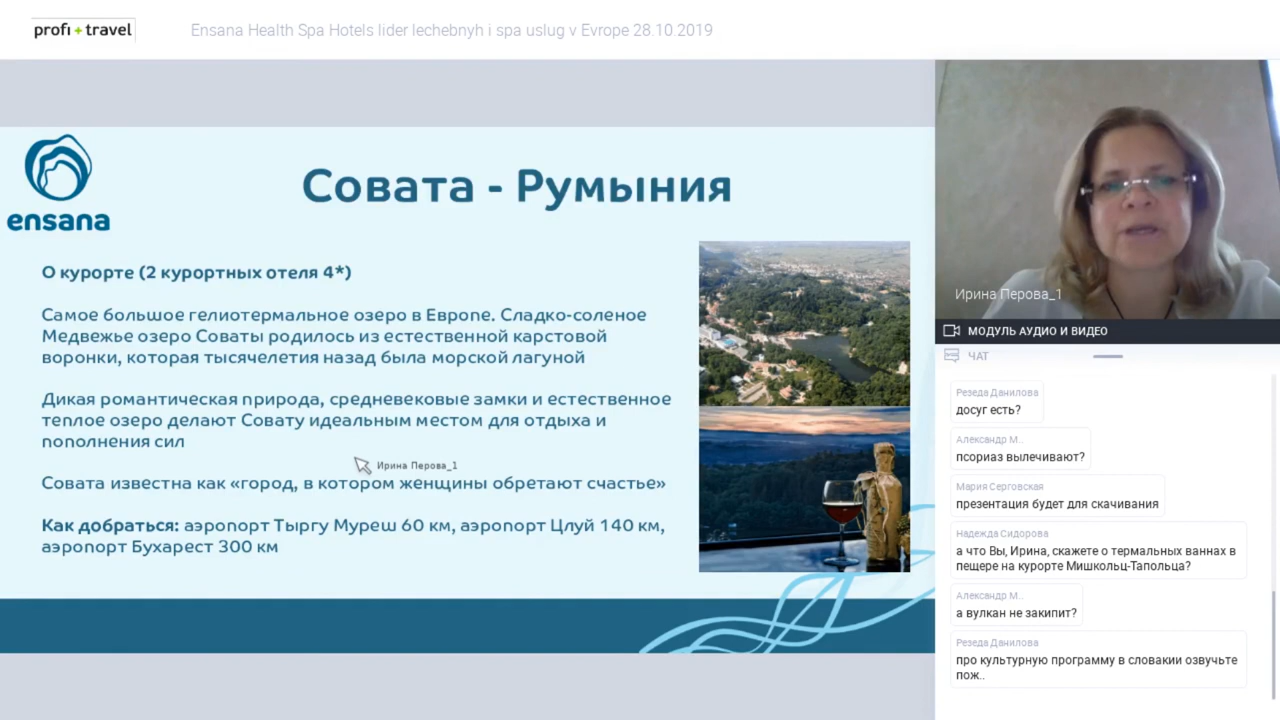 profi + travel
Ensana Health Spa Hotels lider lechebnyh i spa uslug v Evrope 28.10.2019
ensana
Совата - Румыния
О курорте (2 курортных отеля 4*)
Самое большое гелиотермальное озеро в Европе. Сладко-соленое
Медвежье озеро Соваты родилось из естественной карстовой
воронки, которая тысячелетия назад была морской лагуной
Дикая романтическая природа, средневековые замки и естественное
теплое озеро делают Совату идеальным местом для отдыха и
пополнения сил
Ирина Перова_1
Совата известна как «город, в котором женщины обретают счастье»
Как добраться: аэропорт Тыргу Муреш 60 км, аэропорт Цлуй 140 км,
аэропорт Бухарест 300 км
Ирина Перова_1
МОДУЛЬ АУДИО И ВИДЕО
ЧАТ
Резеда Данилова
досуг есть?
Александр М..
псориаз вылечивают?
Мария Серговская
презентация будет для скачивания
Надежда Сидорова
а что Вы, Ирина, скажете о термальных ваннах в
пещере на курорте Мишкольц-Тапольца?
Александр М..
а вулкан не закипит?
Резеда Данилова
про культурную программу в словакии озвучьте
пож..